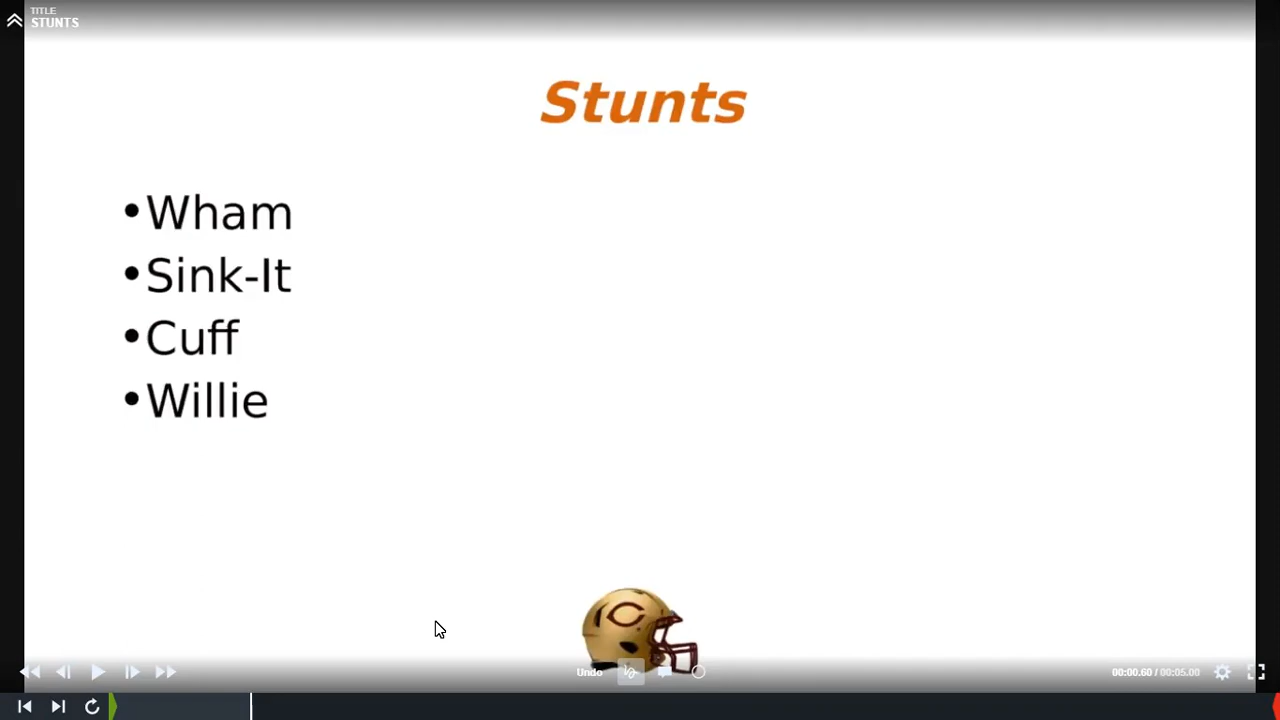 TITLE
STUNTS
Stunts
•Wham
•Sink-It
•Cuff
•Willie
C
Undo
00:00.60 / 00:05.00